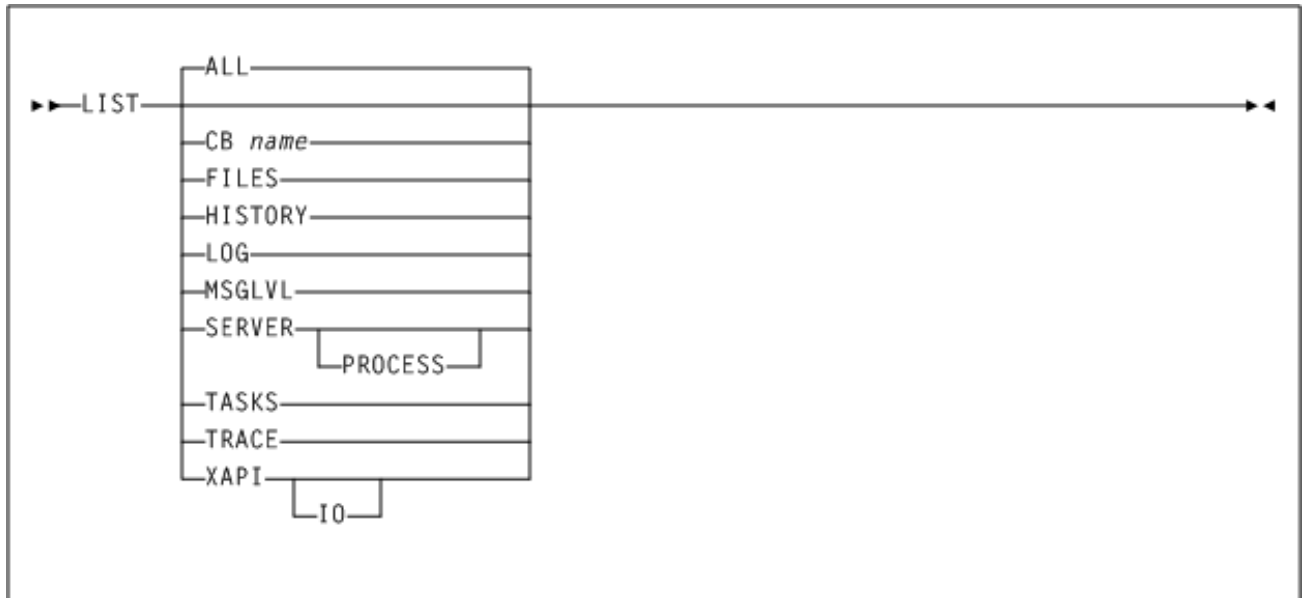 ALL
LIST
CB name
FILES
HISTORY
LOG
MSGLVL
SERVER
PROCESS
TASKS
TRACE
XAPI
IO